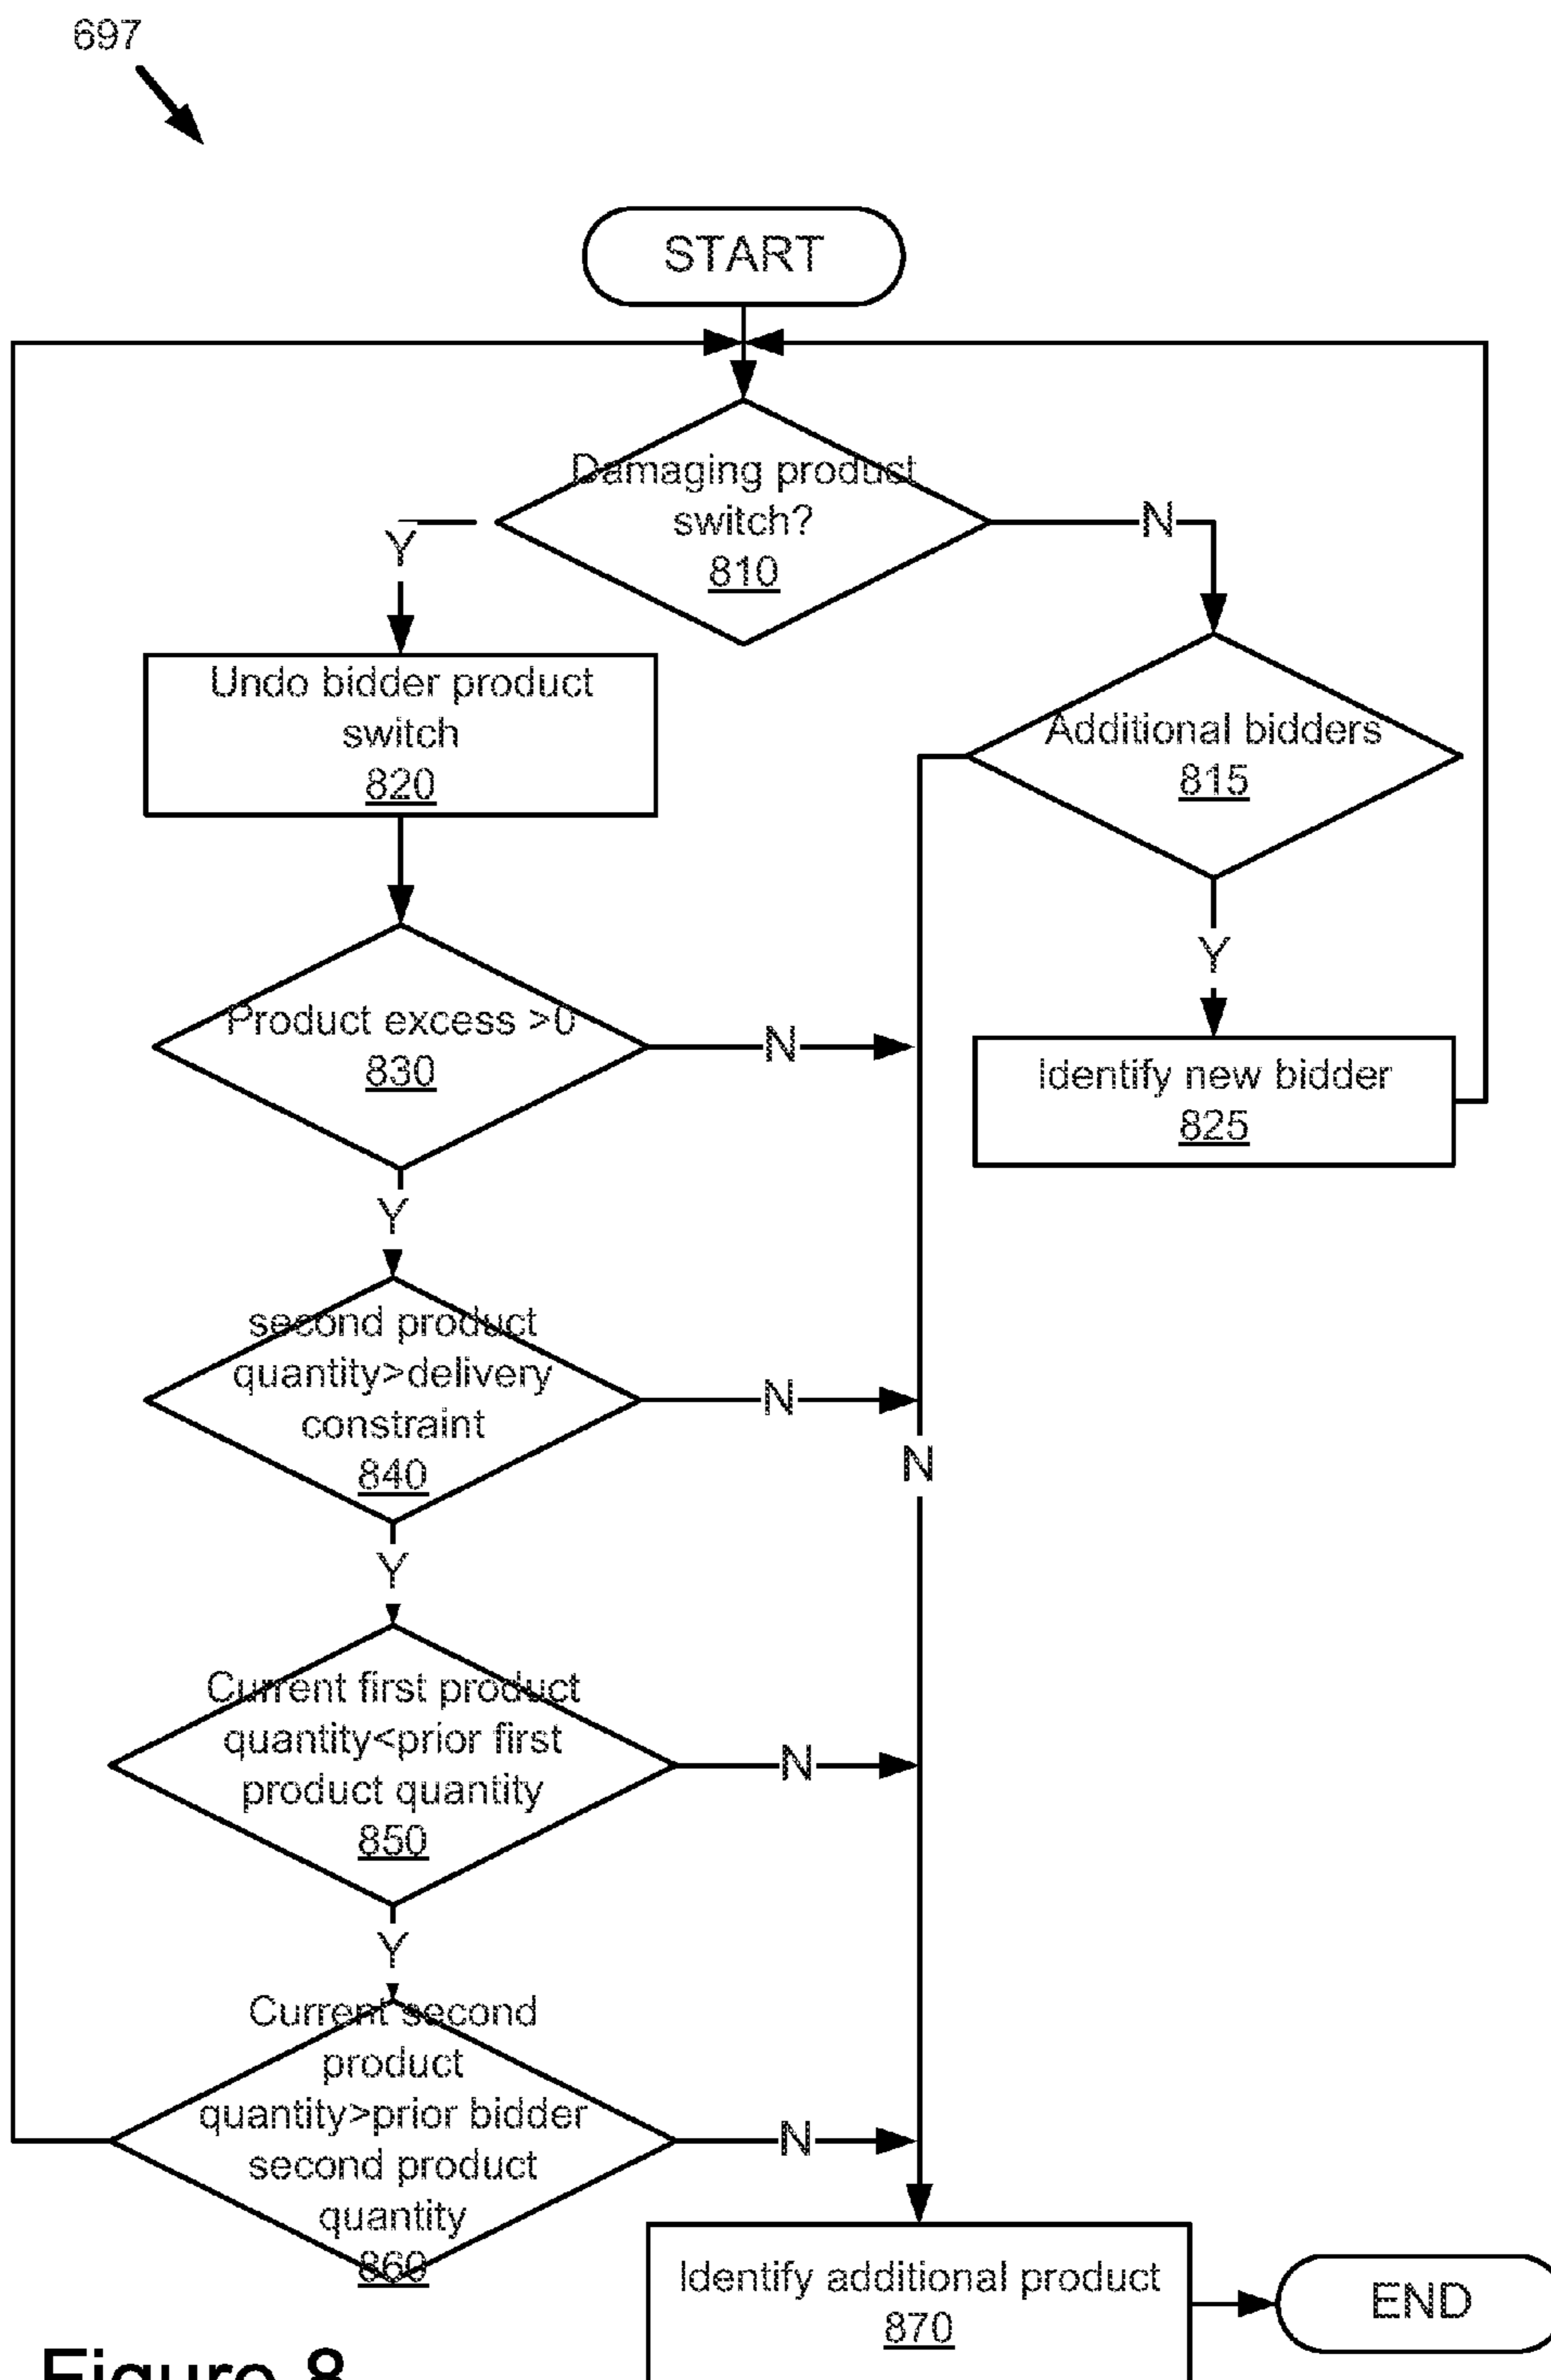 697
START
Damaging product
switch?
810
Y
N
Undo bidder product
switch
820
Additional bidders
815
Y
Identify new bidder
825
Product excess >0
830
N
Y
second product
quantity>delivery
constraint
840
N
N
Y
Current first product
quantity<prior first
product quantity
850
N
Y
Current second
product
quantity>prior bidder
second product
quantity
860
N
Identify additional product
870
END
Figure 8